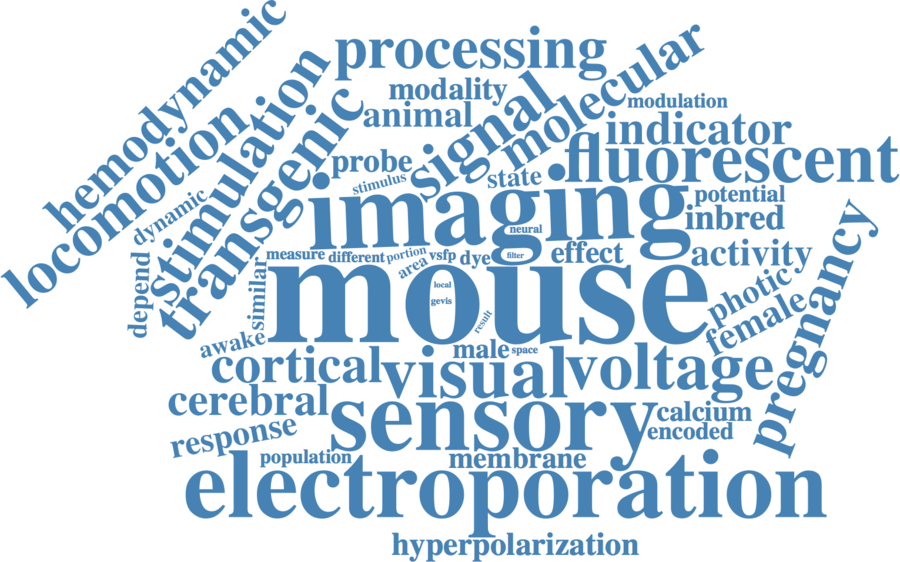 hemodynamic
processing
molecular
locomotion
stimulation
modality
signal
modulation
transgenic
animal
indicator
probe
fluorescent
stimulus
state
imaging
potential
dynamic
inbred
neural
pregnancy
measure
different
portion
area
vsfp
dye
filter
effect
activity
depend
similar
mouse
local
gevis
result
photic
female
awake
male
space
cortical
visual
voltage
cerebral
sensory
calcium
response
encoded
population
membrane
electroporation
hyperpolarization